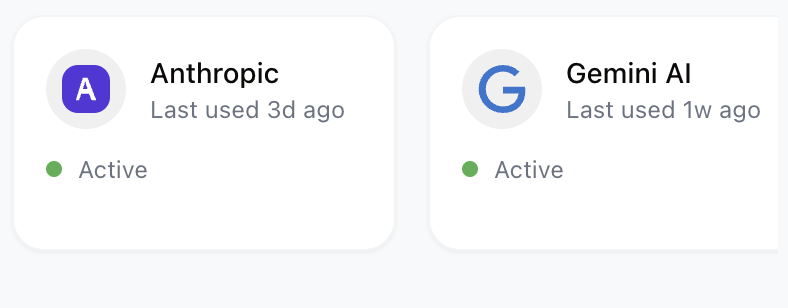 A
Anthropic
Last used 3d ago
Active
G
Gemini AI
Last used 1w ago
Active